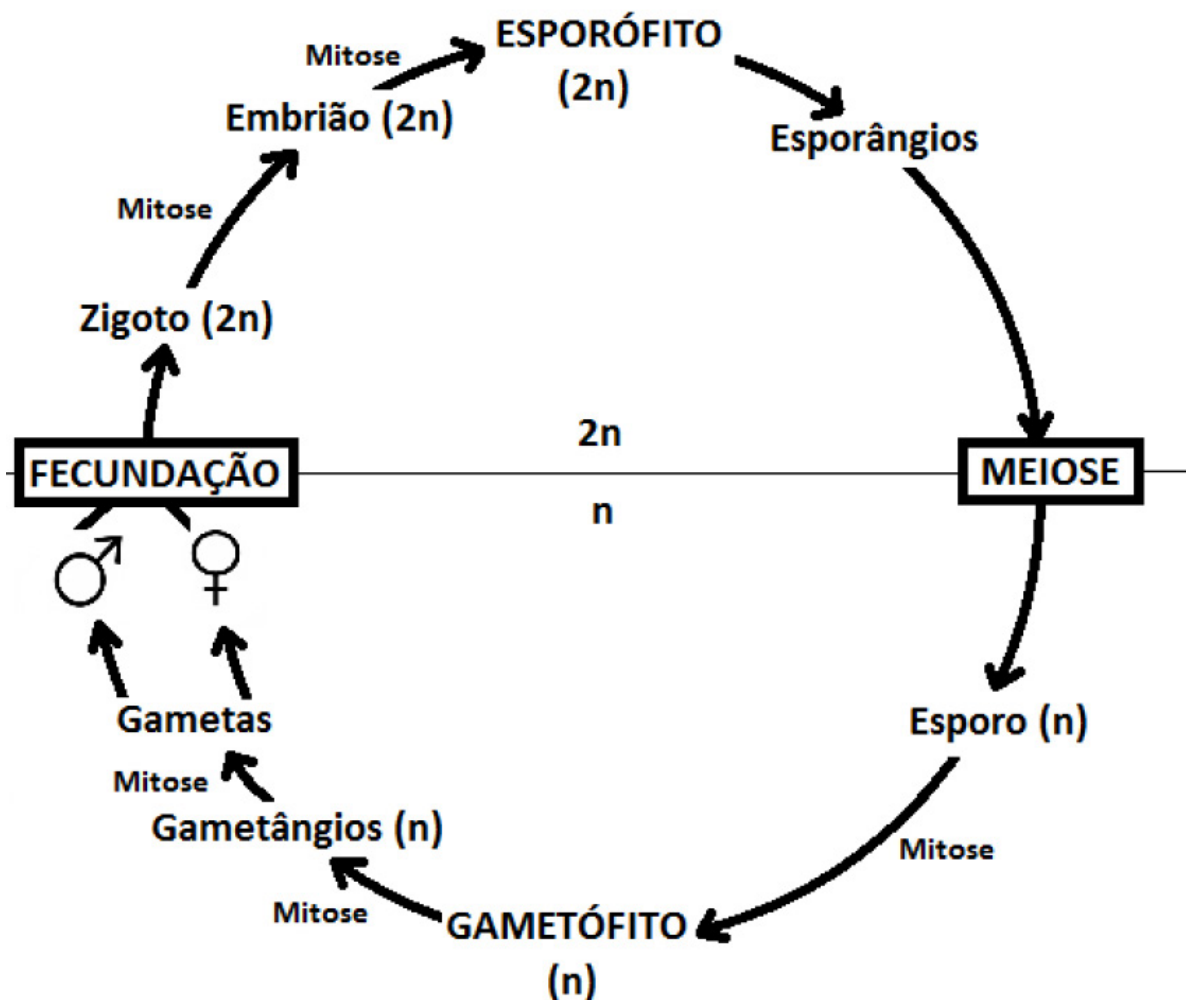 ESPORÓFITO
(2n)
Mitose
Embrião (2n)
Esporângios
Mitose
Zigoto (2n)
2n
FECUNDAÇÃO
MEIOSE
n
Gametas
Esporo (n)
Mitose
Gametângios (n)
Mitose
Mitose
GAMETÓFITO
(n)